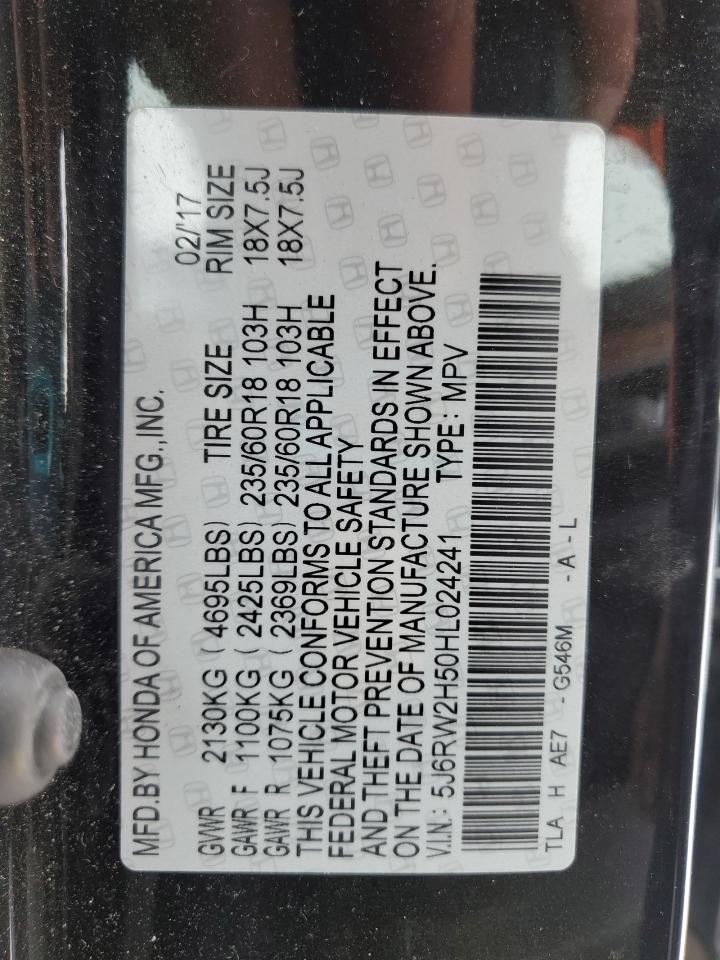 MFD.BY HONDA OF AMERICA MFG.,INC. 02/'17
GVWR 2130KG ( 4695LBS) TIRE SIZE RIM SIZE
GAWR F 1100KG ( 2425LBS) 235/60R18 103H 18X7.5J
GAWR R 1075KG ( 2369LBS) 235/60R18 103H 18X7.5J
THIS VEHICLE CONFORMS TO ALL APPLICABLE
FEDERAL MOTOR VEHICLE SAFETY
AND THEFT PREVENTION STANDARDS IN EFFECT
ON THE DATE OF MANUFACTURE SHOWN ABOVE.
V.I.N.: 5J6RW2H50HL024241 TYPE: MPV
TLA H AE7 -G546M -A-L